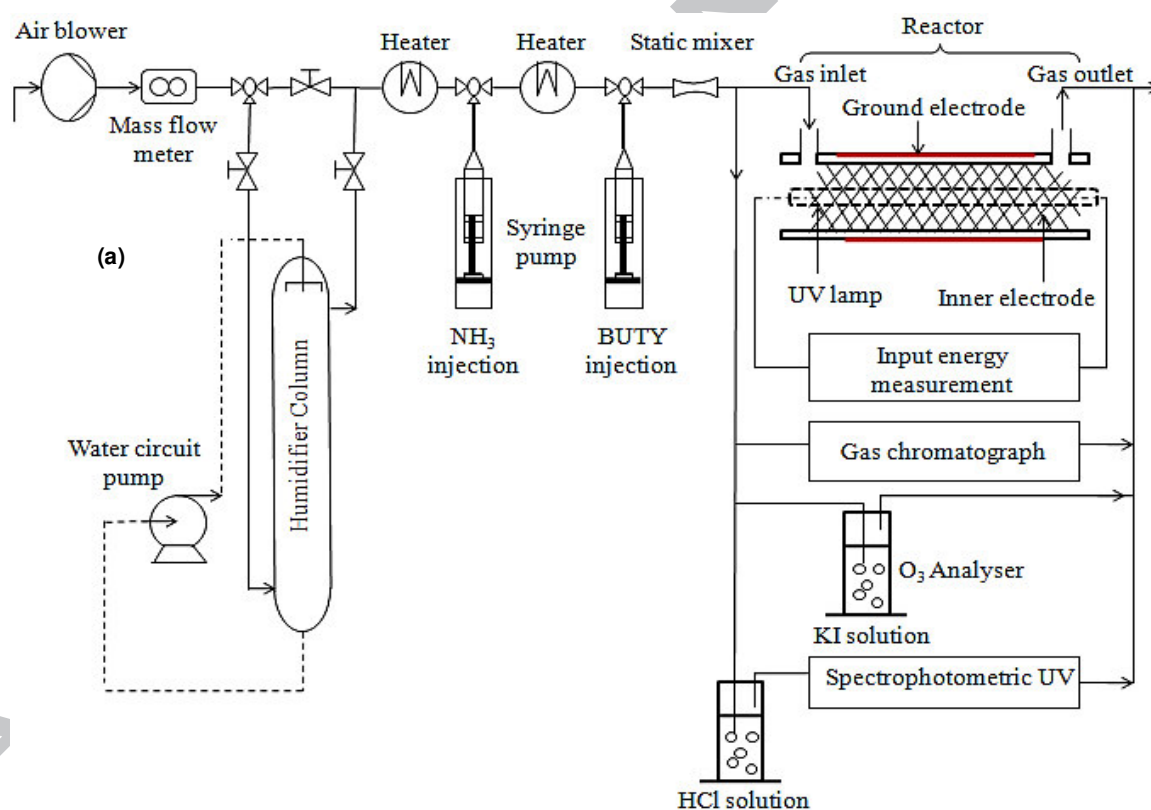 Air blower
Mass flow
meter
Heater
Heater
Static mixer
Reactor
Gas inlet
Gas outlet
Ground electrode
(a)
Syringe
pump
UV lamp
Inner electrode
NH₃
injection
BUTY
injection
Input energy
measurement
Humidifier Column
Water circuit
pump
Gas chromatograph
O₃ Analyser
KI solution
Spectrophotometric UV
HCl solution